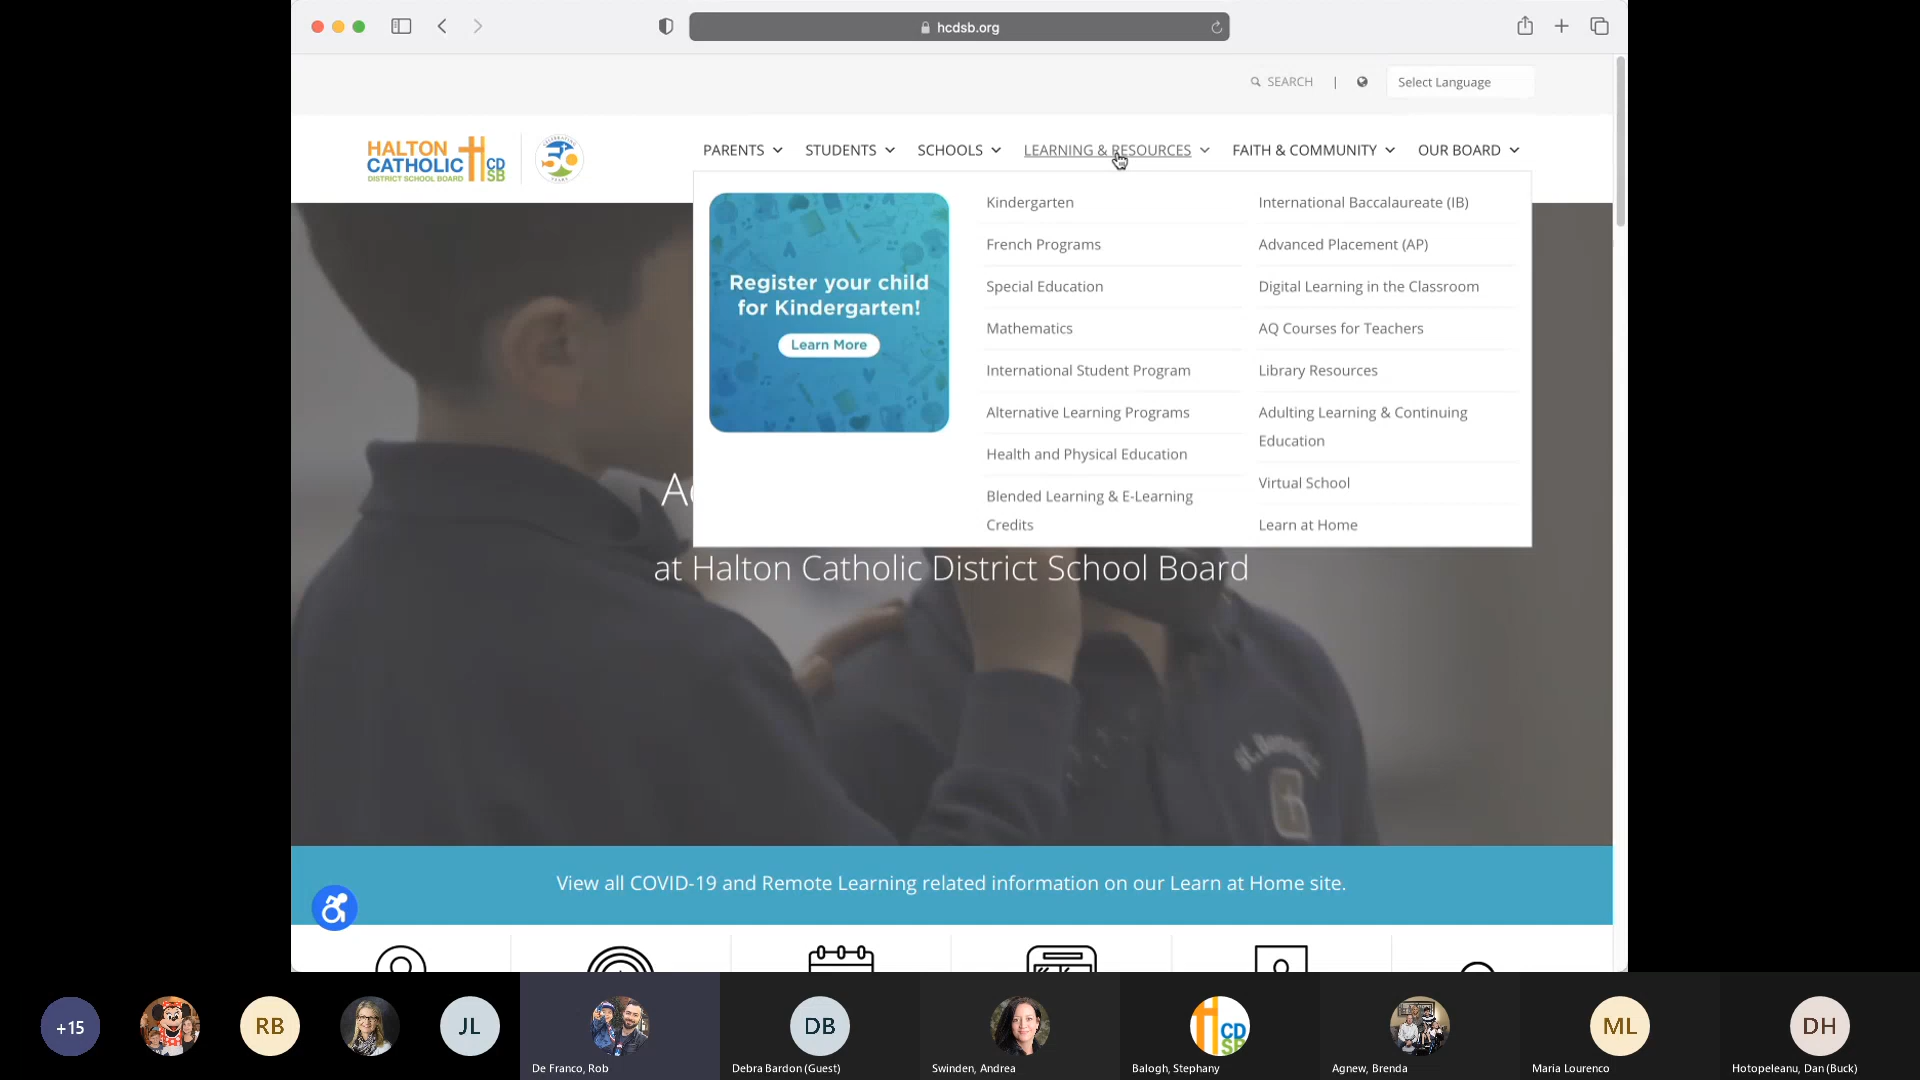 hcdsb.org
SEARCH | Select Language
HALTON
CATHOLIC
DISTRICT SCHOOL BOARD
CD
SB
PARENTS STUDENTS SCHOOLS LEARNING & RESOURCES FAITH & COMMUNITY OUR BOARD
Register your child
for Kindergarten!
Learn More
Kindergarten
French Programs
Special Education
Mathematics
International Student Program
Alternative Learning Programs
Health and Physical Education
Blended Learning & E-Learning
Credits
International Baccalaureate (IB)
Advanced Placement (AP)
Digital Learning in the Classroom
AQ Courses for Teachers
Library Resources
Adulting Learning & Continuing
Education
Virtual School
Learn at Home
at Halton Catholic District School Board
View all COVID-19 and Remote Learning related information on our Learn at Home site.
+15
RB
JL
DB
CD
SB
ML
DH
De Franco, Rob
Debra Bardon (Guest)
Swinden, Andrea
Balogh, Stephany
Agnew, Brenda
Maria Lourenco
Hotopeleanu, Dan (Buck)